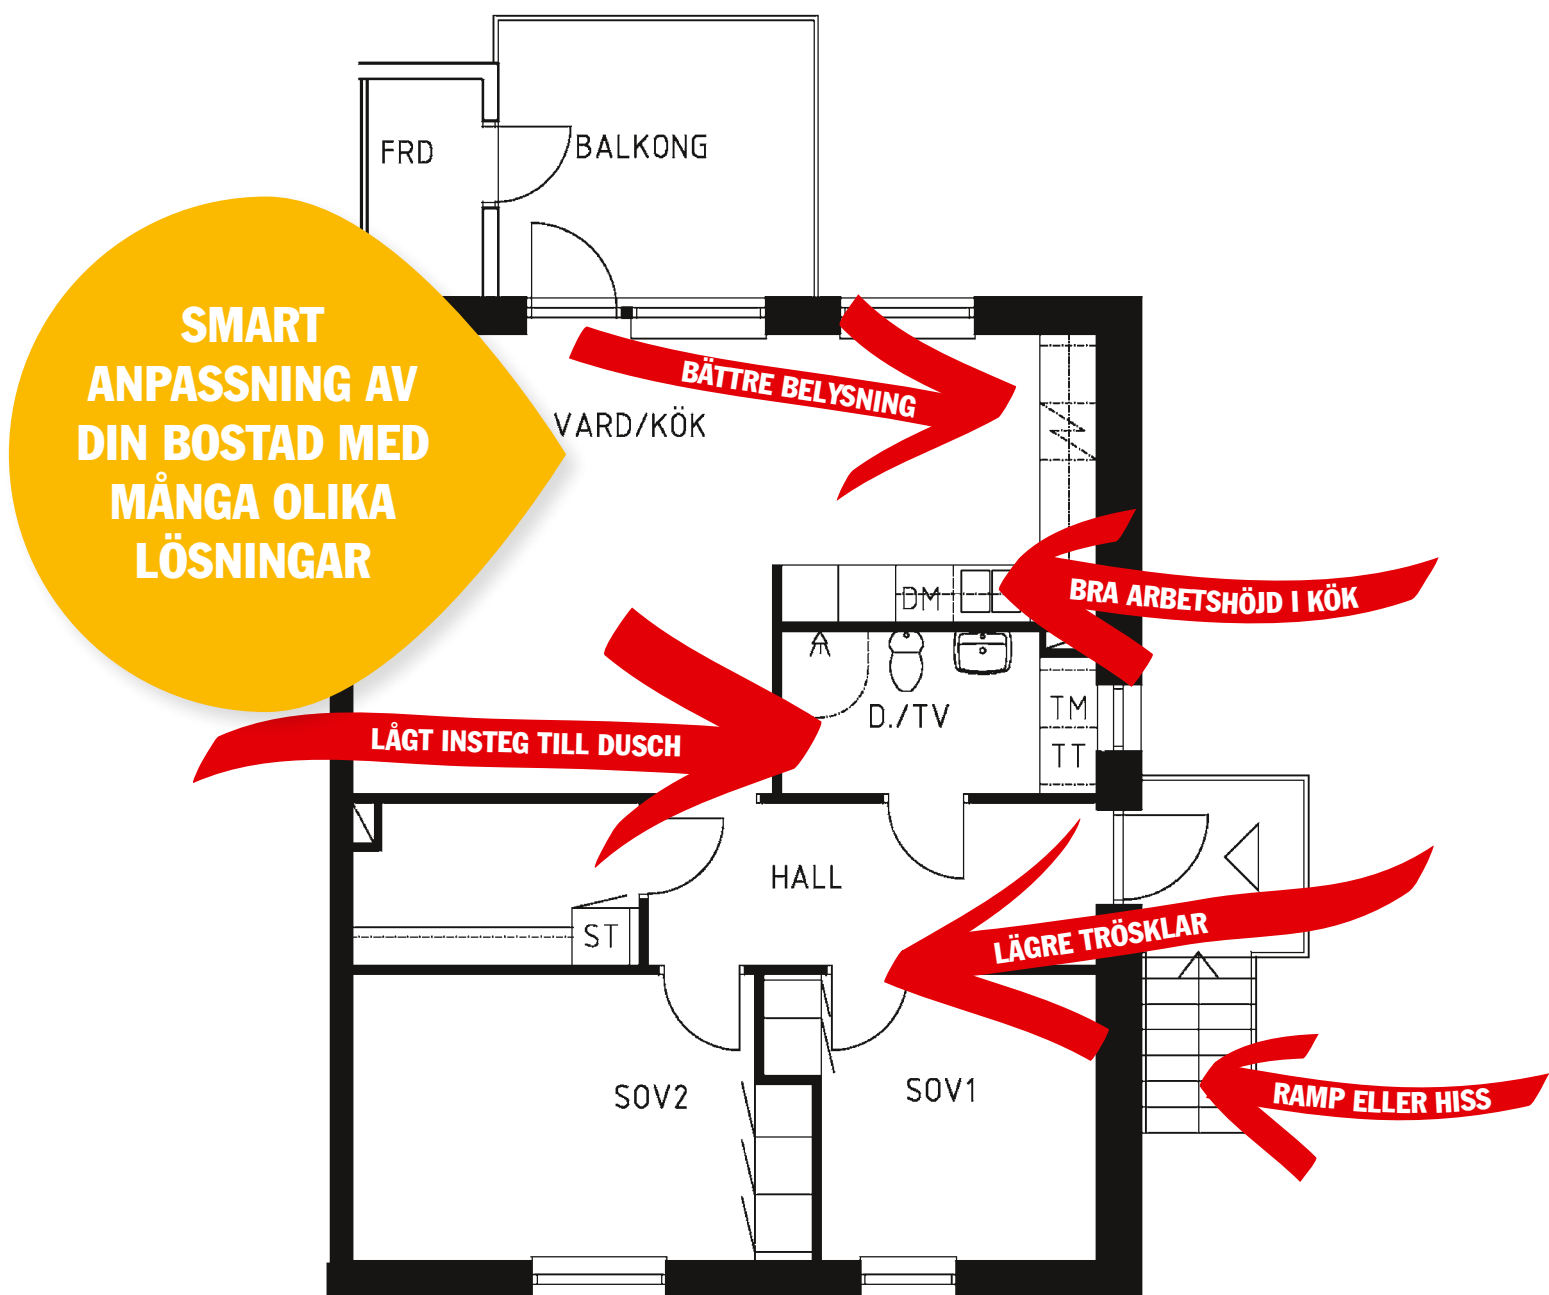 FRD
BALKONG
SMART
ANPASSNING AV
DIN BOSTAD MED
MÅNGA OLIKA
LÖSNINGAR
BÄTTRE BELYSNING
VARD/KÖK
DM
BRA ARBETSHÖJD I KÖK
D./TV
TM
TT
LÅGT INSTEG TILL DUSCH
HALL
ST
LÄGRE TRÖSKLAR
SOV2
SOV1
RAMP ELLER HISS